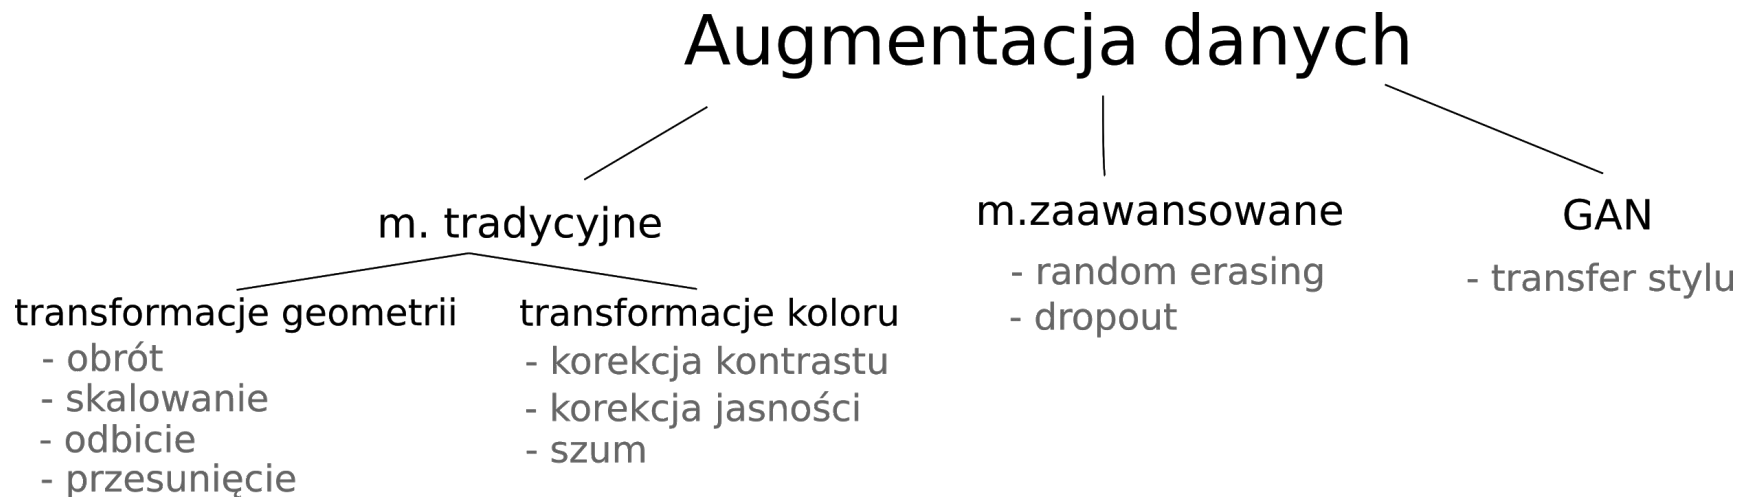 Augmentacja danych
m. tradycyjne
transformacje geometrii
- obrót
- skalowanie
- odbicie
- przesunięcie
transformacje koloru
- korekcja kontrastu
- korekcja jasności
- szum
m.zaawansowane
- random erasing
- dropout
GAN
- transfer stylu